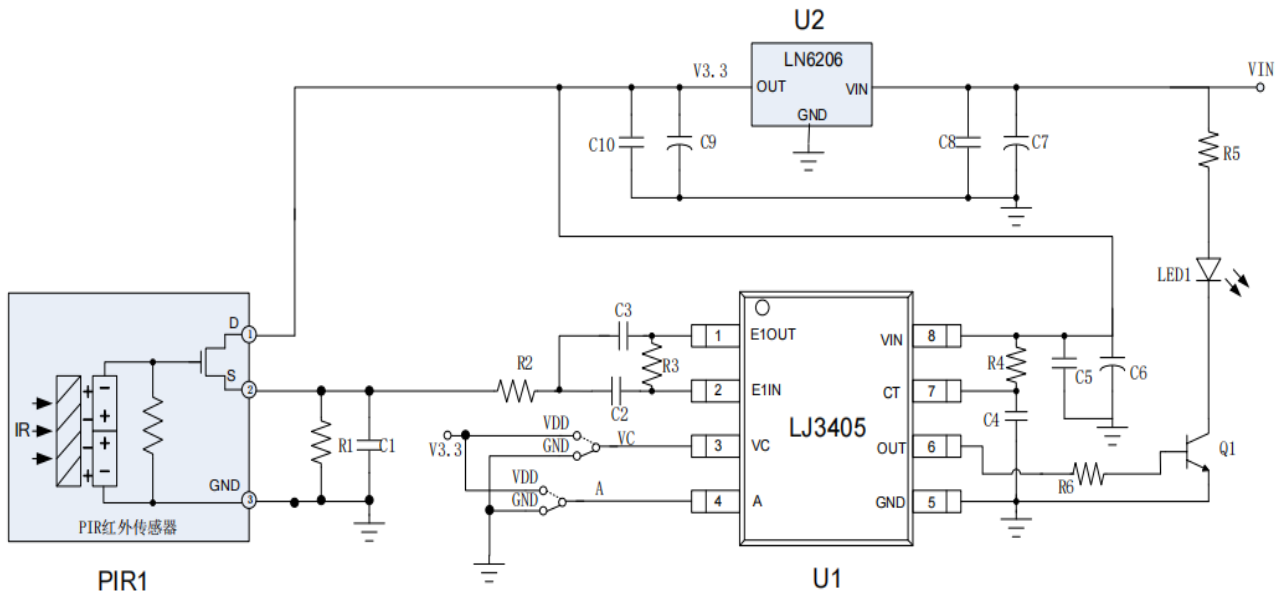 U2
LN6206
V3.3
OUT
VIN
GND
VIN
C10
C9
C8
C7
R5
LED1
D
1
S
2
IR
GND
3
PIR红外传感器
PIR1
R1
C1
R2
C3
R3
C2
V3.3
VDD
GND
VC
VDD
GND
A
1
E1OUT
2
E1IN
3
VC
4
A
LJ3405
VIN
8
CT
7
OUT
6
GND
5
U1
R4
C4
C5
C6
R6
Q1